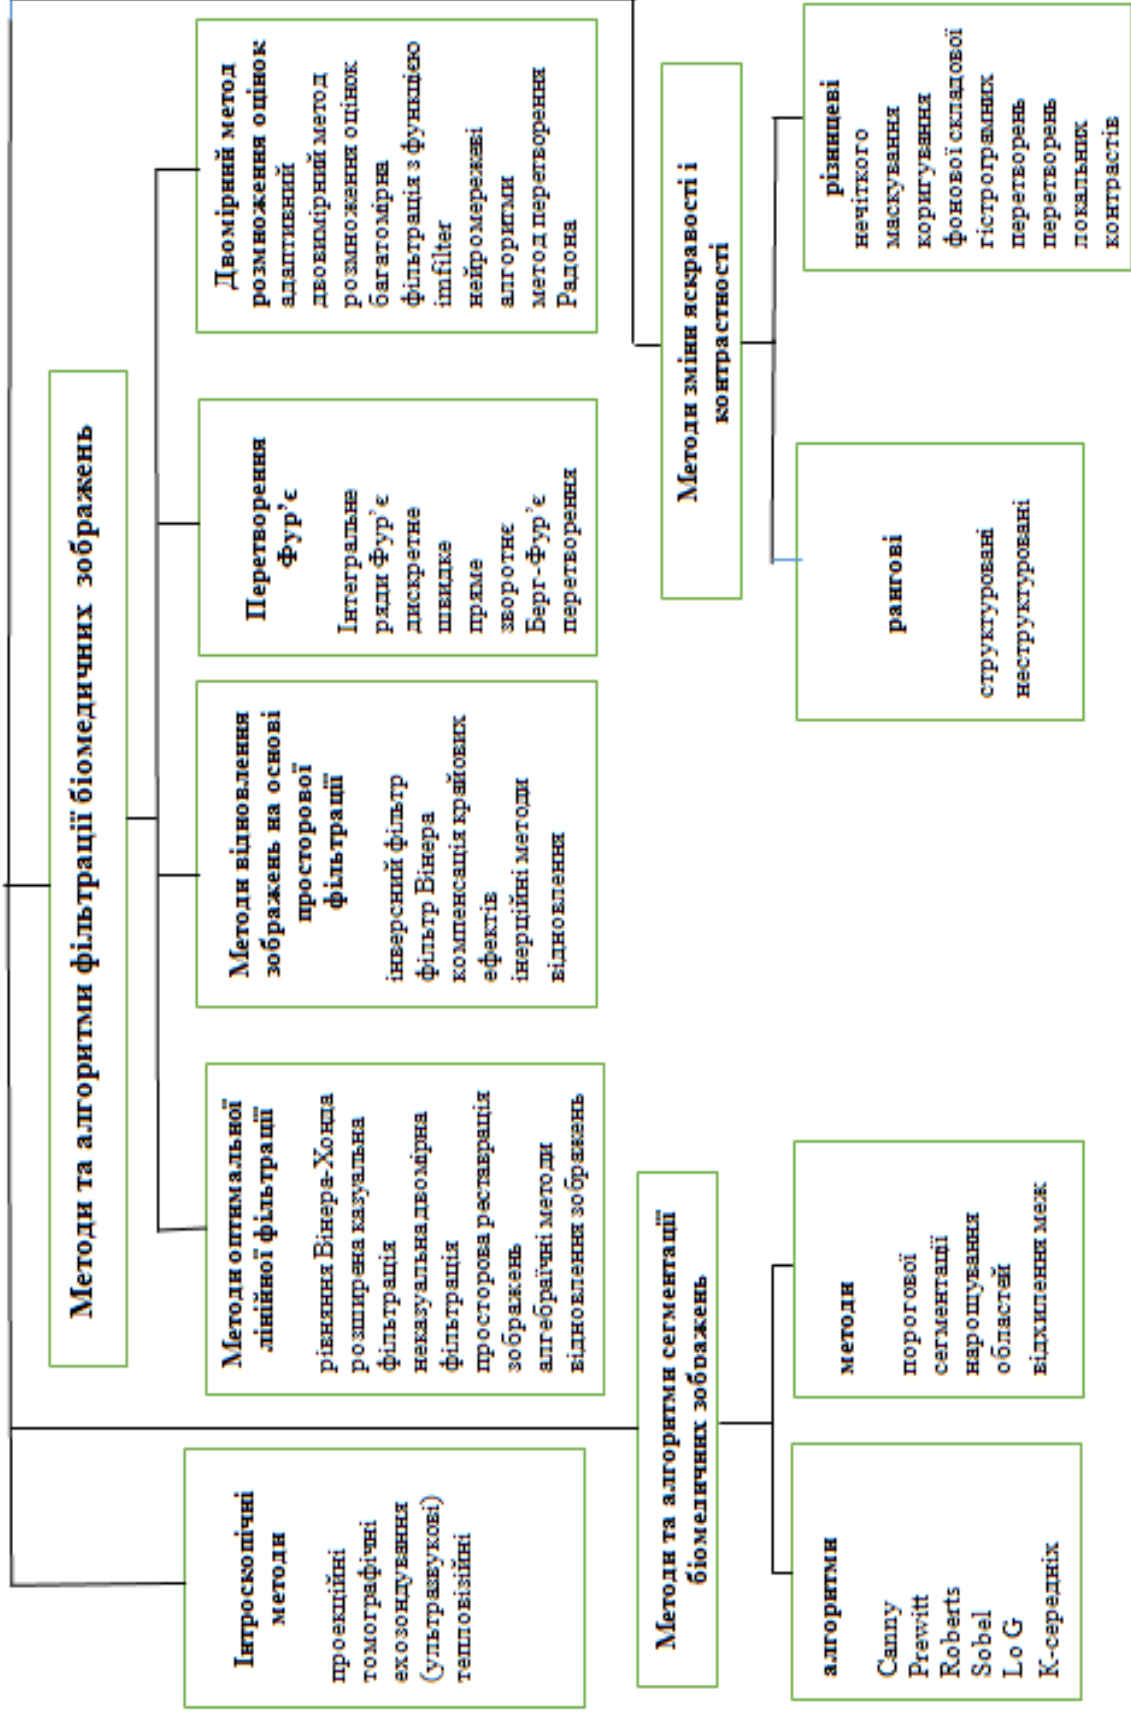 Методи та алгоритми фільтрації біомедичних зображень
Інтроскопічні
методи
проекційні
томографічні
ехозондування
(ультразвукові)
тепловізійні
Методи оптимальної
лінійної фільтрації
рівняння Вінера-Хонда
розширена казуальна
фільтрація
неказуальна двомірна
фільтрація
просторова реставрація
зображень
алгебраїчні методи
відновлення зображень
Методи відновлення
зображень на основі
просторової
фільтрації
інверсний фільтр
фільтр Вінера
компенсація крайових
ефектів
інерційні методи
відновлення
Перетворення
Фур’є
Інтегральне
ряди Фур’є
дискретне
швидке
пряме
зворотнє
Берг-Фур’є
перетворення
Двомірний метод
розмноження оцінок
адаптивний
двовимірний метод
розмноження оцінок
багатомірна
фільтрація з функцією
imfilter
нейромережеві
алгоритми
метод перетворення
Радона
Методи та алгоритми сегментації
біомедичних зображень
алгоритми
Canny
Prewitt
Roberts
Sobel
Lo G
К-середніх
методи
порогової
сегментації
нарощування
областей
відхилення меж
Методи зміни яскравості і
контрастності
рангові
структуровані
неструктуровані
різницеві
нечіткого
маскування
коригування
фонової складової
гістрограмних
перетворень
перетворень
локальних
контрастів